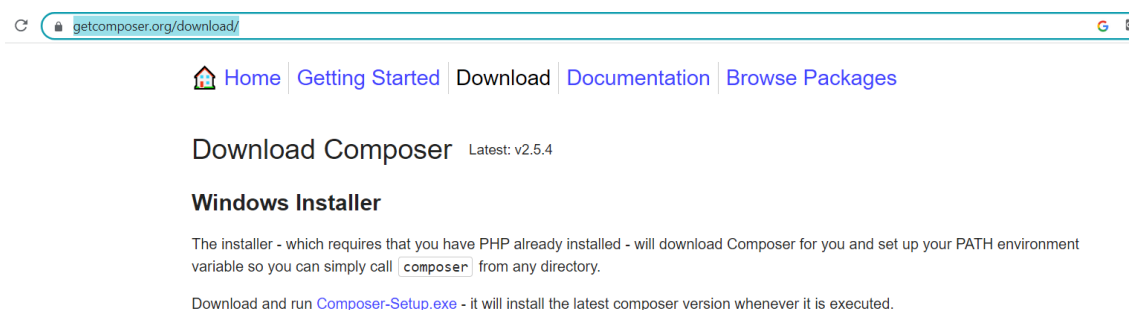 getcomposer.org/download/
Home Getting Started Download Documentation Browse Packages
Download Composer Latest: v2.5.4
Windows Installer
The installer - which requires that you have PHP already installed - will download Composer for you and set up your PATH environment
variable so you can simply call composer from any directory.
Download and run Composer-Setup.exe - it will install the latest composer version whenever it is executed.